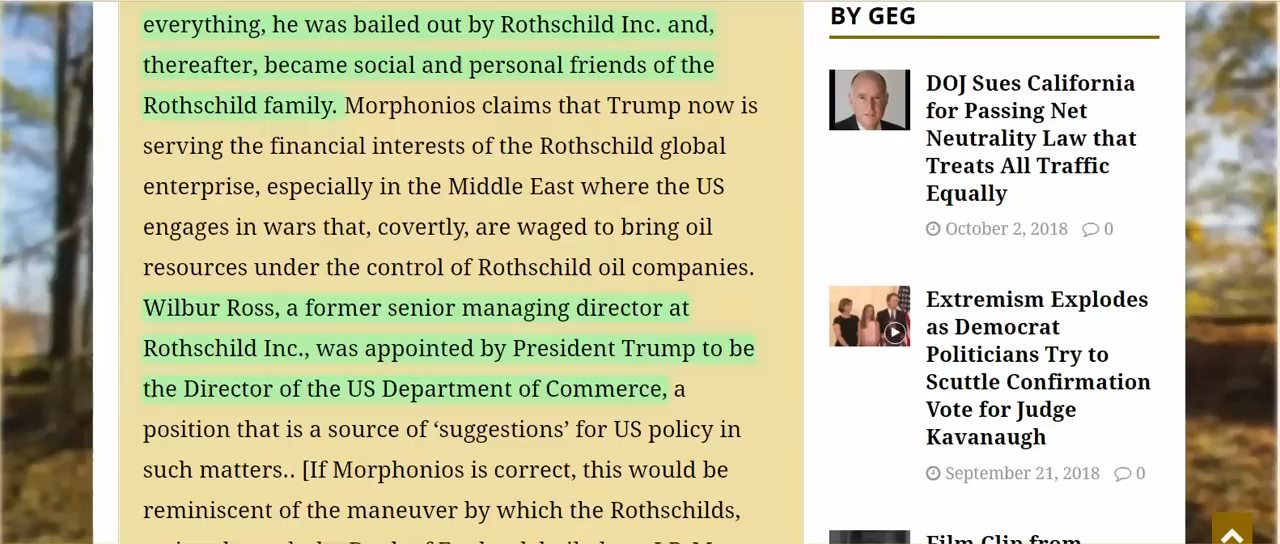 everything, he was bailed out by Rothschild Inc. and,
thereafter, became social and personal friends of the
Rothschild family. Morphonios claims that Trump now is
serving the financial interests of the Rothschild global
enterprise, especially in the Middle East where the US
engages in wars that, covertly, are waged to bring oil
resources under the control of Rothschild oil companies.
Wilbur Ross, a former senior managing director at
Rothschild Inc., was appointed by President Trump to be
the Director of the US Department of Commerce, a
position that is a source of ‘suggestions’ for US policy in
such matters.. [If Morphonios is correct, this would be
reminiscent of the maneuver by which the Rothschilds,
BY GEG
DOJ Sues California
for Passing Net
Neutrality Law that
Treats All Traffic
Equally
October 2, 2018 0
Extremism Explodes
as Democrat
Politicians Try to
Scuttle Confirmation
Vote for Judge
Kavanaugh
September 21, 2018 0
Film Clip from